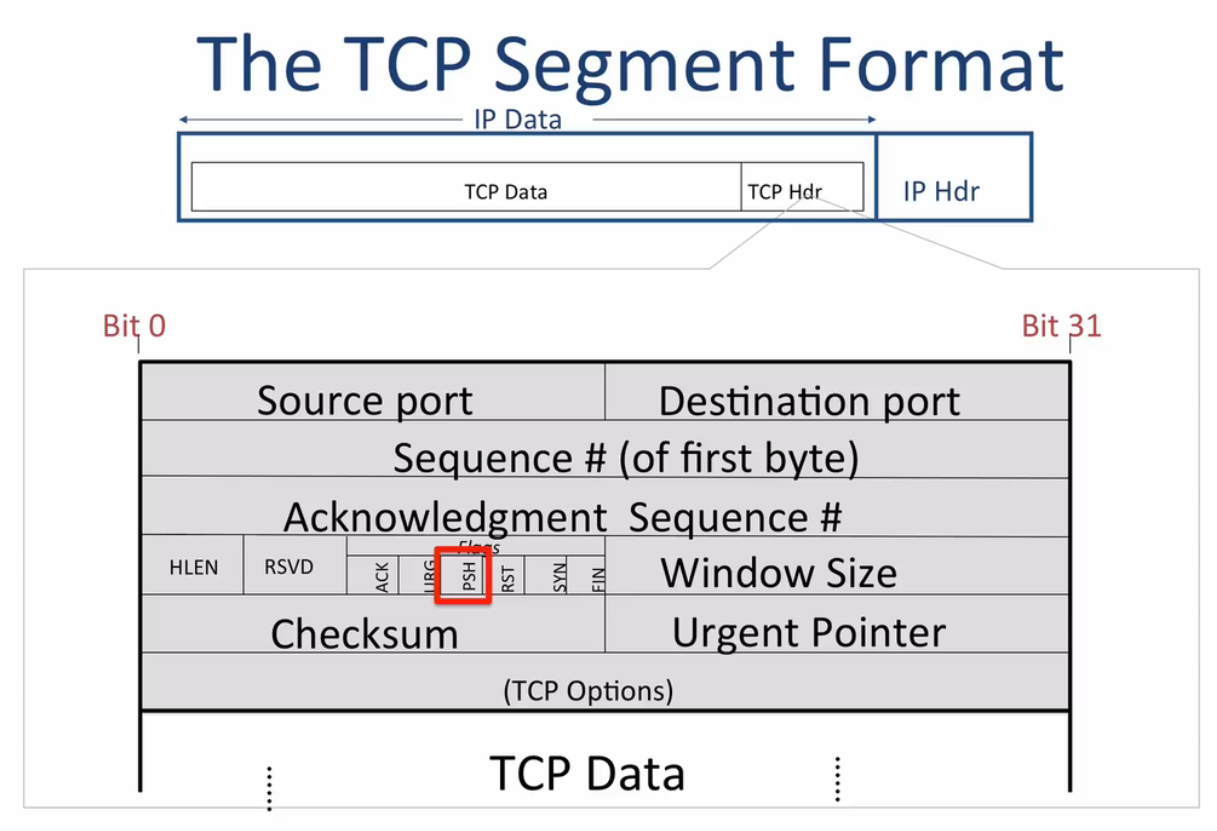 The TCP Segment Format
IP Data
TCP Data TCP Hdr IP Hdr
Bit 0 Bit 31
Source port Destination port
Sequence # (of first byte)
Acknowledgment Sequence #
Flags
HLEN RSVD ACK URG PSH RST SYN FIN Window Size
Checksum Urgent Pointer
(TCP Options)
TCP Data